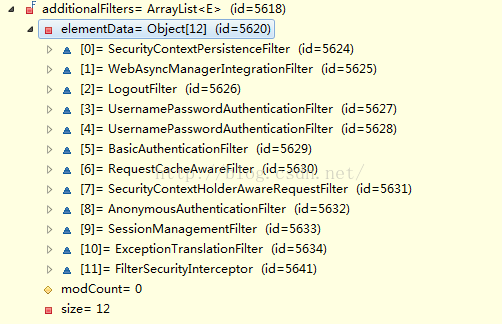 additionalFilters= ArrayList<E> (id=5618)
elementData= Object[12] (id=5620)
[0]= SecurityContextPersistenceFilter (id=5624)
[1]= WebAsyncManagerIntegrationFilter (id=5625)
[2]= LogoutFilter (id=5626)
[3]= UsernamePasswordAuthenticationFilter (id=5627)
[4]= UsernamePasswordAuthenticationFilter (id=5628)
[5]= BasicAuthenticationFilter (id=5629)
[6]= RequestCacheAwareFilter (id=5630)
http://blog.csdn.net/
[7]= SecurityContextHolderAwareRequestFilter (id=5631)
[8]= AnonymousAuthenticationFilter (id=5632)
[9]= SessionManagementFilter (id=5633)
[10]= ExceptionTranslationFilter (id=5634)
[11]= FilterSecurityInterceptor (id=5641)
modCount= 0
size= 12